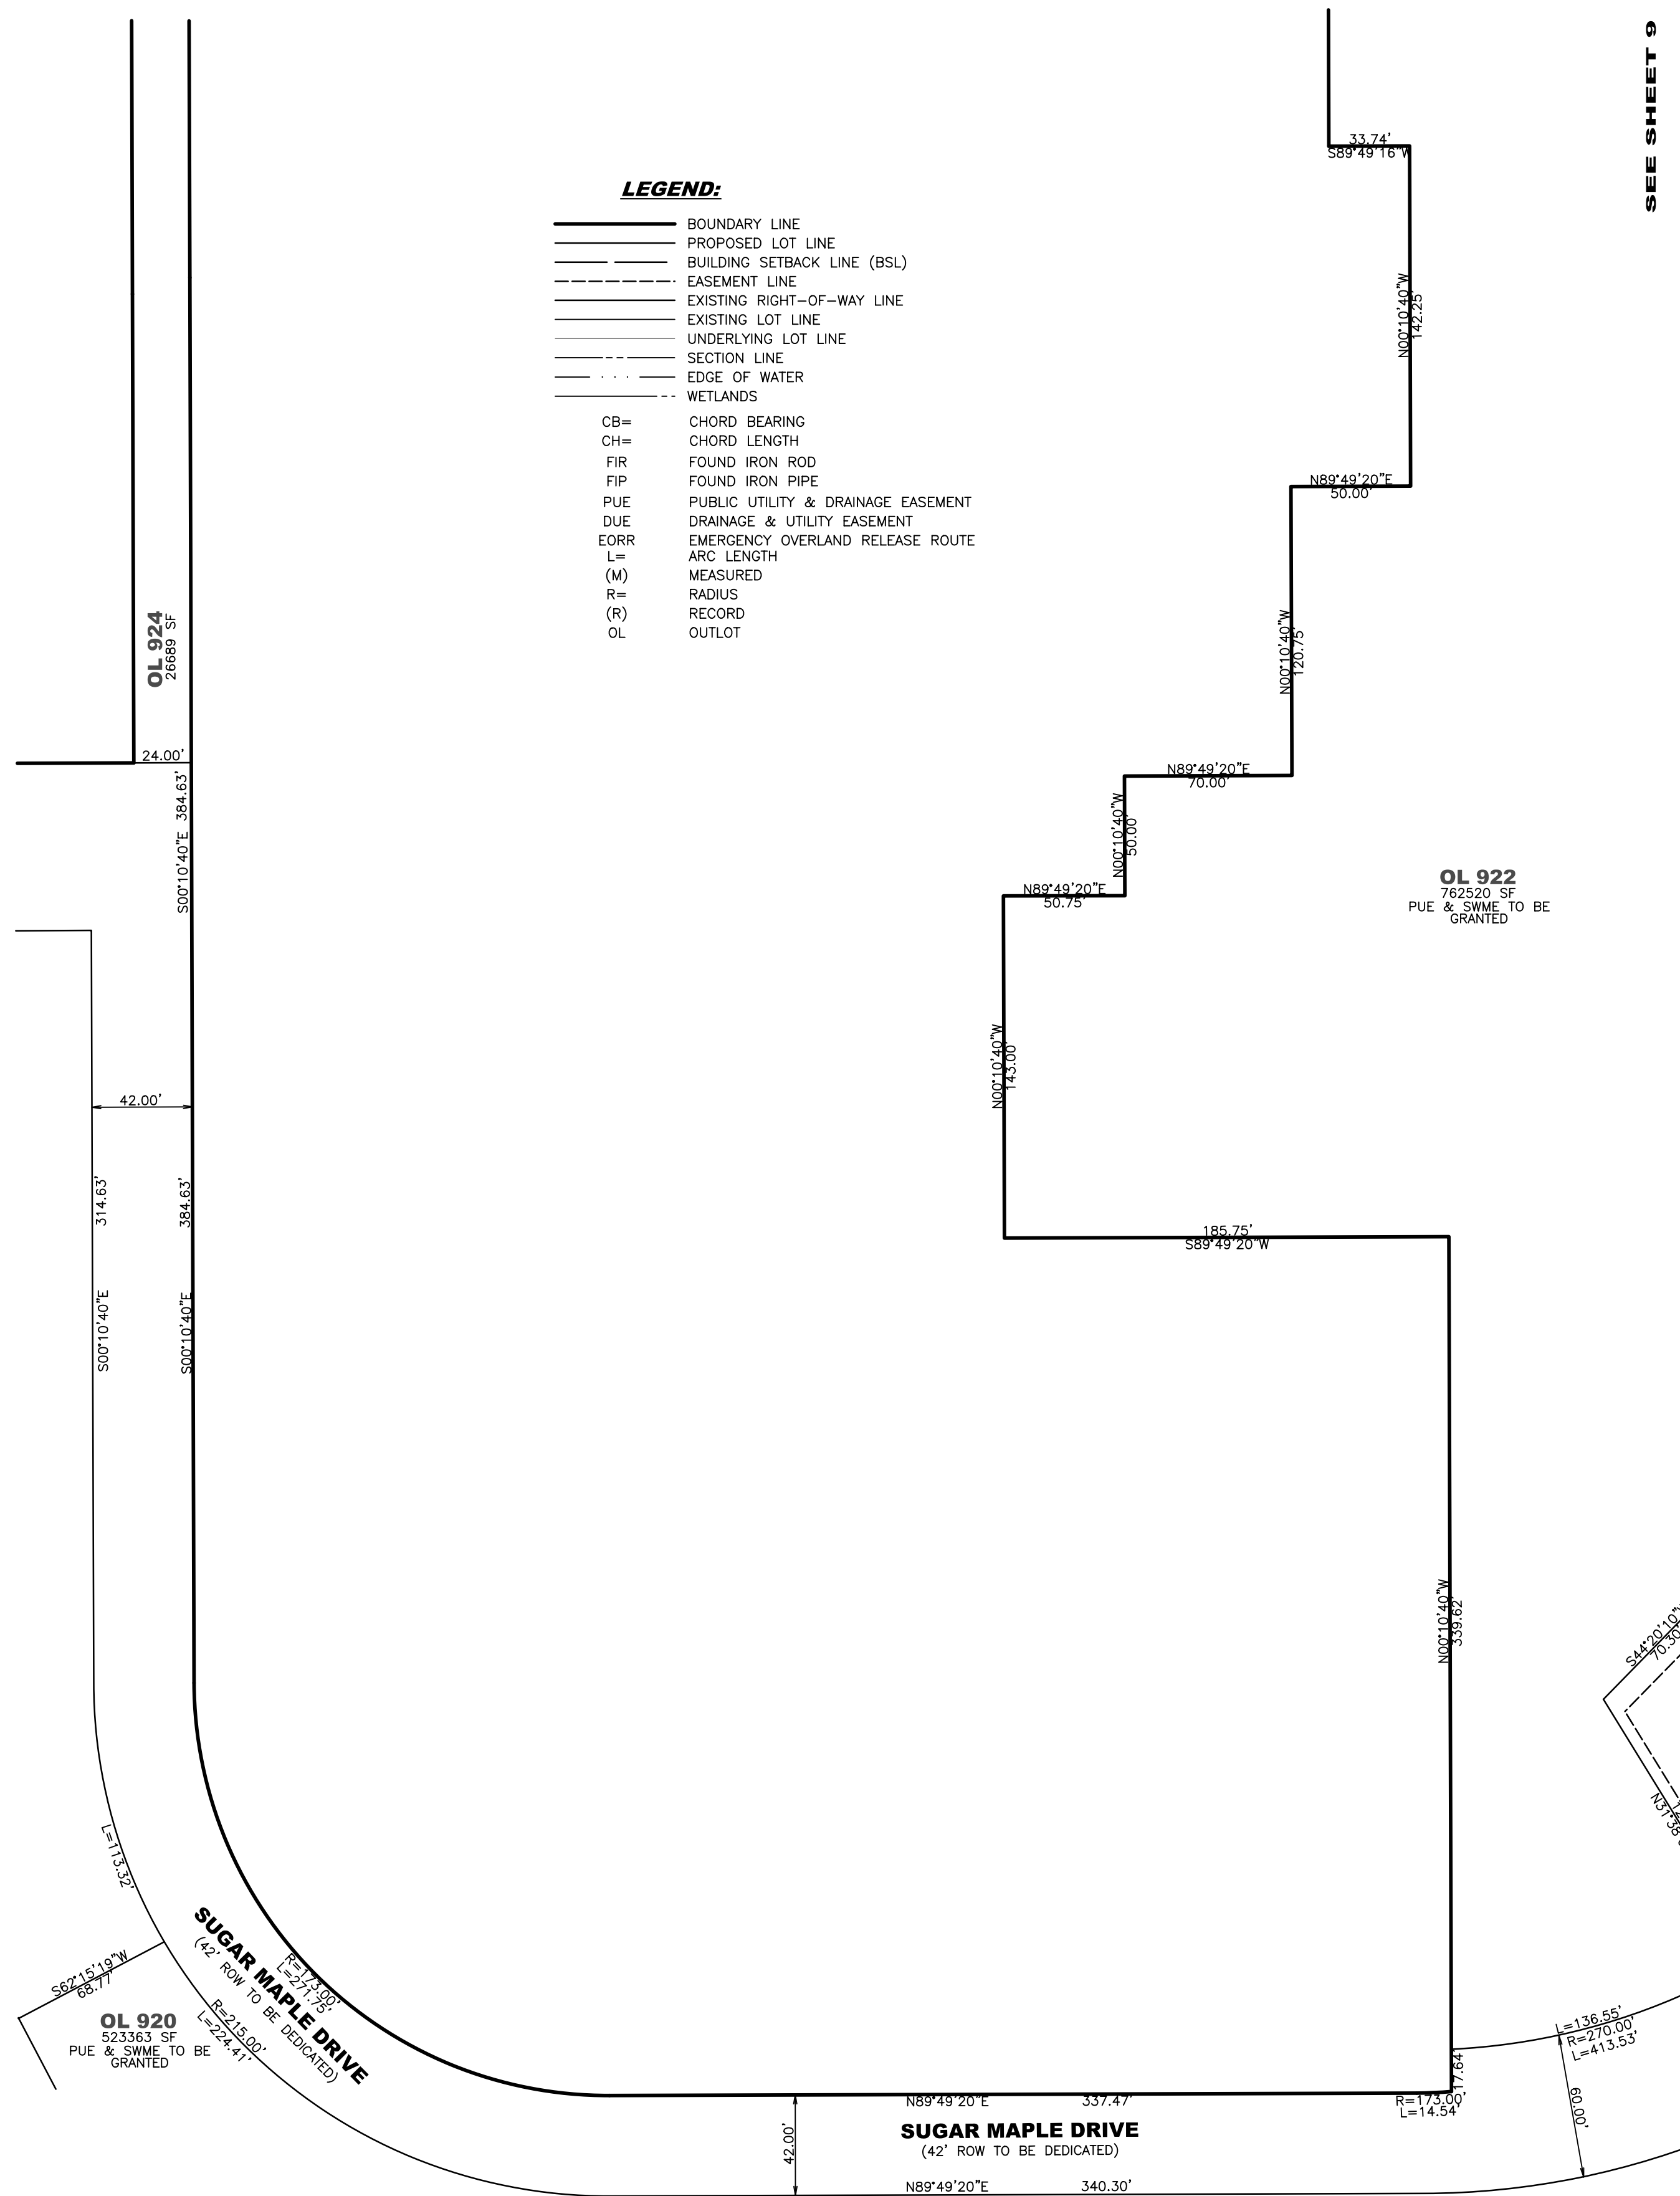 SEE SHEET 9
33.74'
S89°49'16"W
N00°10'40"W
142.25'
LEGEND:
BOUNDARY LINE
PROPOSED LOT LINE
BUILDING SETBACK LINE (BSL)
EASEMENT LINE
EXISTING RIGHT-OF-WAY LINE
EXISTING LOT LINE
UNDERLYING LOT LINE
SECTION LINE
EDGE OF WATER
WETLANDS
CB= CHORD BEARING
CH= CHORD LENGTH
FIR FOUND IRON ROD
FIP FOUND IRON PIPE
PUE PUBLIC UTILITY & DRAINAGE EASEMENT
DUE DRAINAGE & UTILITY EASEMENT
EORR EMERGENCY OVERLAND RELEASE ROUTE
L= ARC LENGTH
(M) MEASURED
R= RADIUS
(R) RECORD
OL OUTLOT
N89°49'20"E
50.00'
N00°10'40"W
120.75'
OL 924
26689 SF
24.00'
S00°10'40"E 384.63'
N89°49'20"E
70.00'
N00°10'40"W
50.00'
N89°49'20"E
50.75'
OL 922
762520 SF
PUE & SWME TO BE
GRANTED
N00°10'40"W
143.00'
42.00'
S00°10'40"E 314.63'
S00°10'40"E 384.63'
185.75'
S89°49'20"W
N00°10'40"W
339.62'
S44°20'10"
70.30'
N31°38'
L=113.32'
S62°15'19"W
68.77'
OL 920
523363 SF
PUE & SWME TO BE
GRANTED
R=215.00'
L=224.41'
SUGAR MAPLE DRIVE
(42' ROW TO BE DEDICATED)
R=173.00'
L=271.75'
N89°49'20"E 337.47'
SUGAR MAPLE DRIVE
(42' ROW TO BE DEDICATED)
42.00'
N89°49'20"E 340.30'
17.64'
R=173.00'
L=14.54'
L=136.55'
R=270.00'
L=413.53'
60.00'